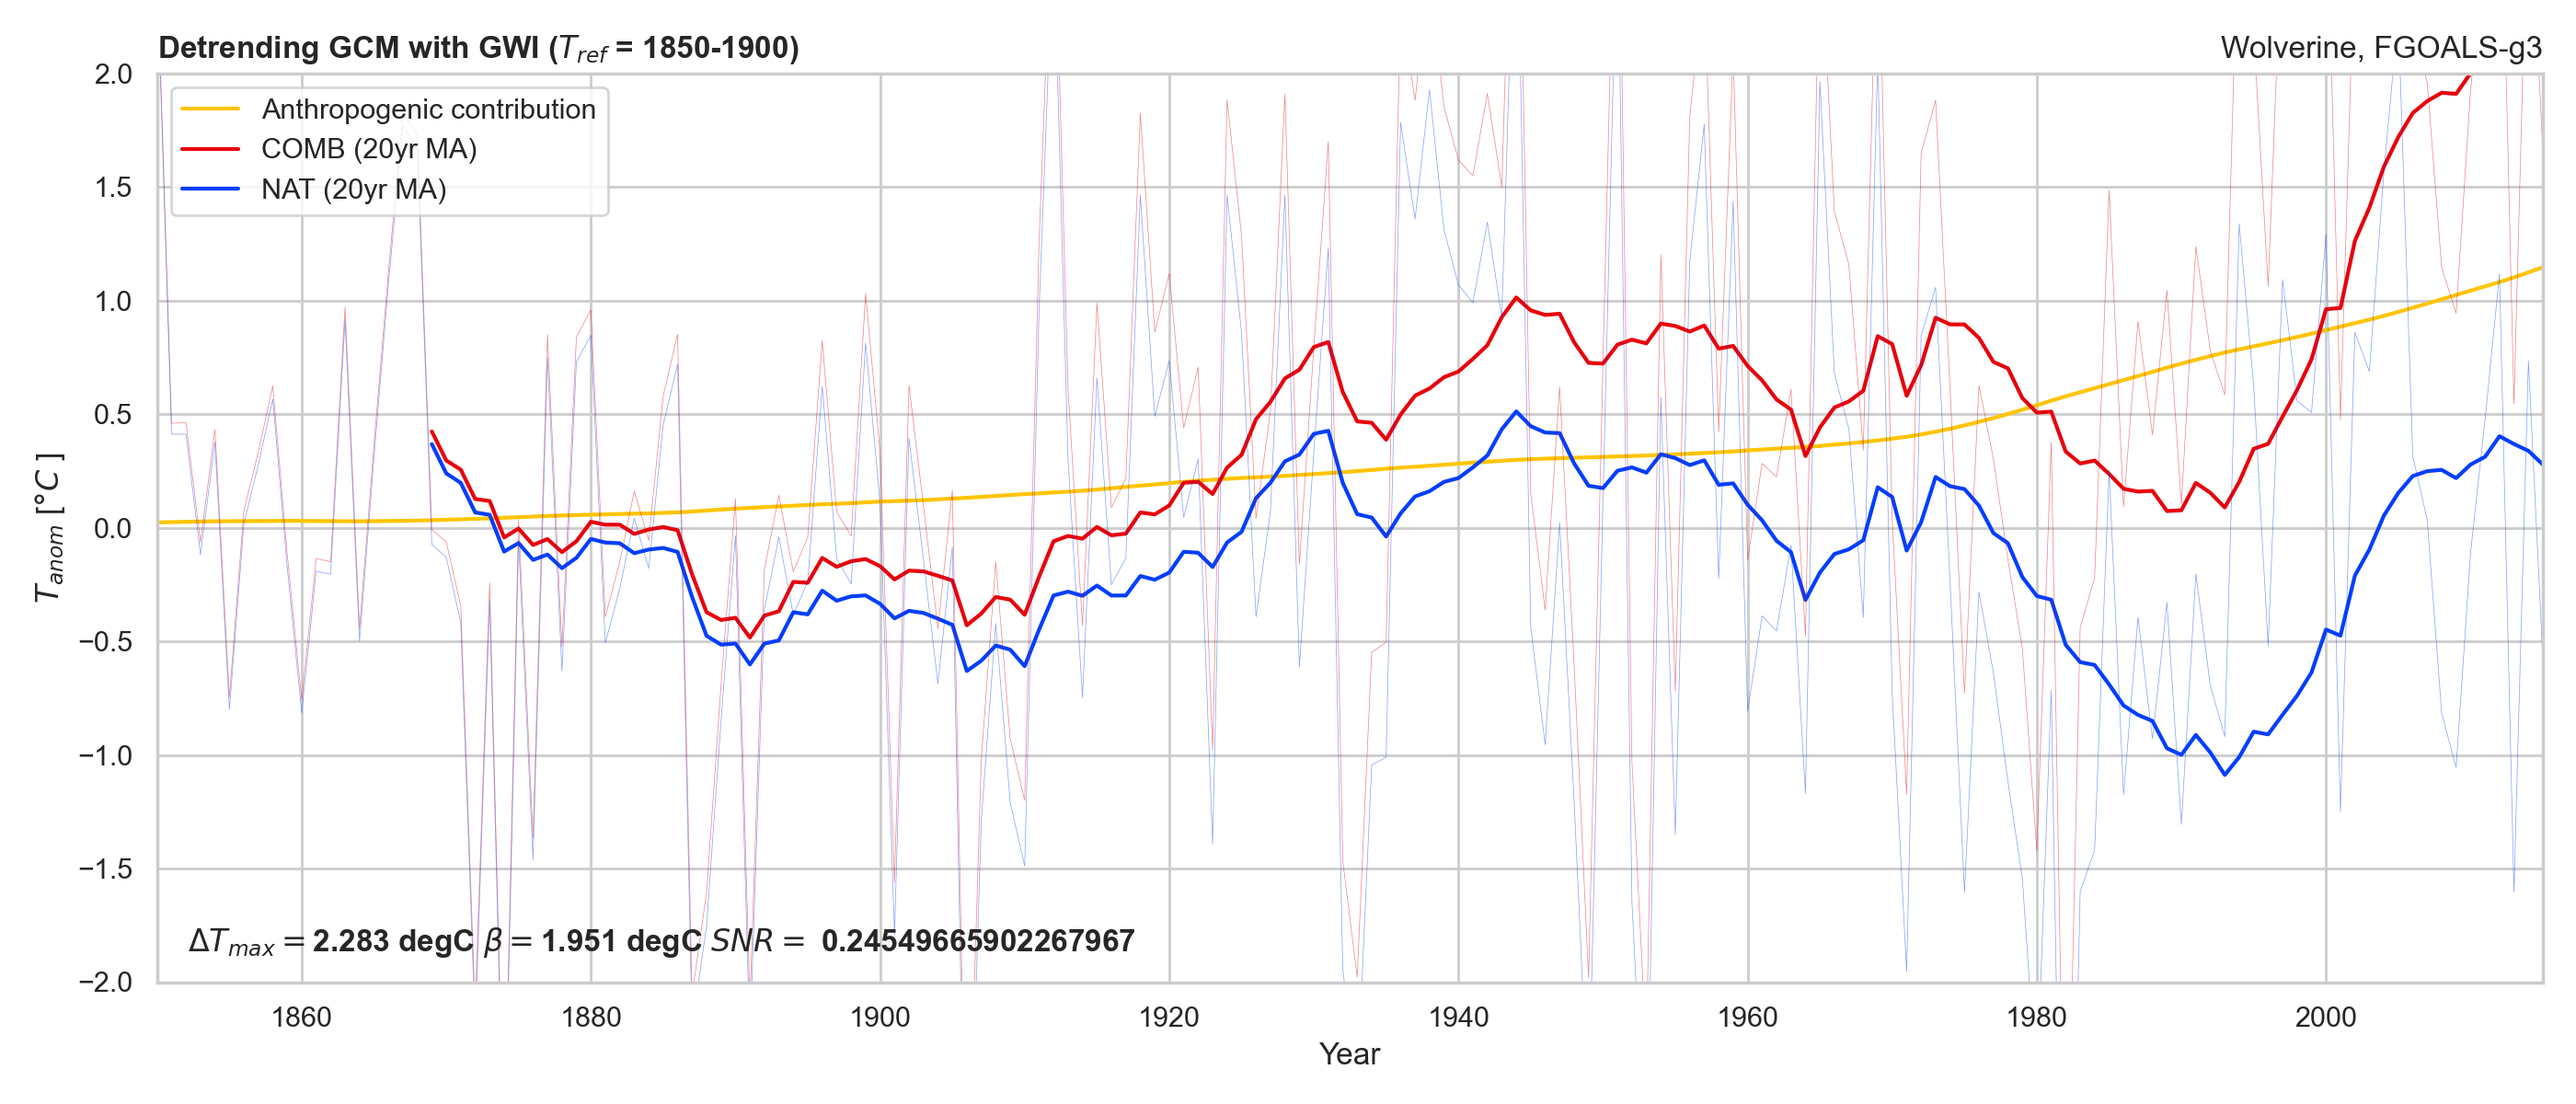 Detrending GCM with GWI (T_ref = 1850-1900)
Wolverine, FGOALS-g3
Anthropogenic contribution
COMB (20yr MA)
NAT (20yr MA)
2.0
1.5
1.0
0.5
0.0
−0.5
−1.0
−1.5
−2.0
T_anom [°C ]
ΔT_max = 2.283 degC β = 1.951 degC SNR = 0.24549665902267967
1860 1880 1900 1920 1940 1960 1980 2000
Year